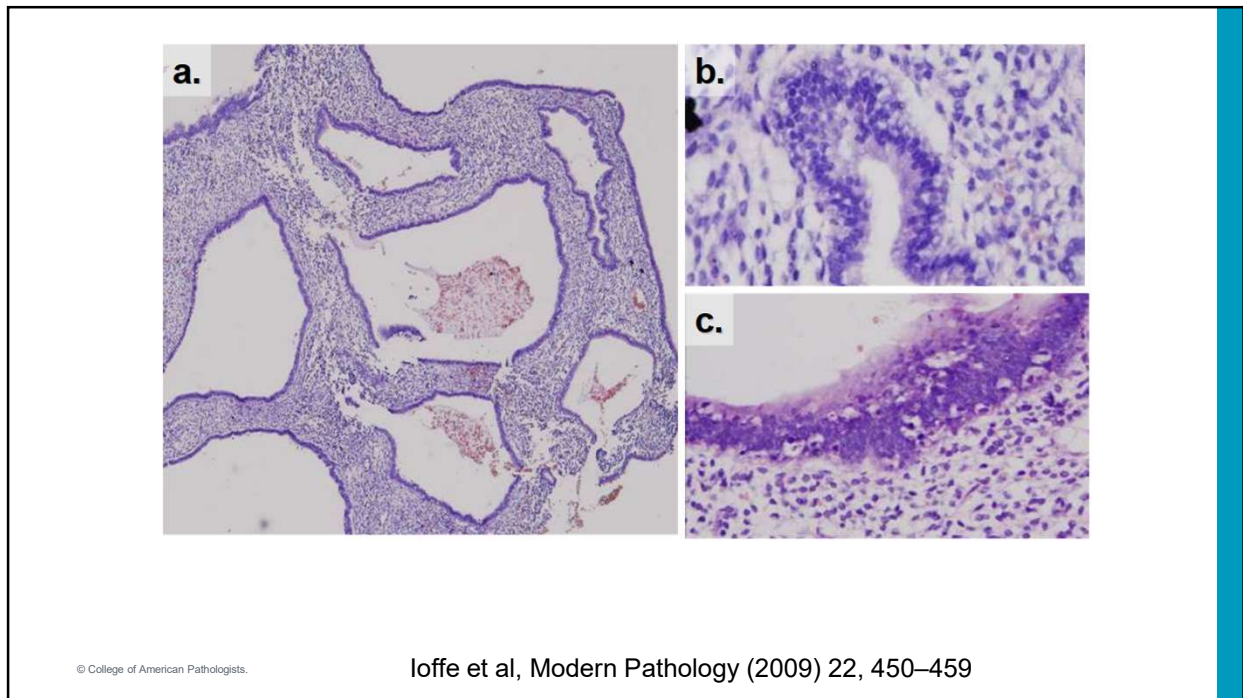 a.
b.
c.
© College of American Pathologists.
Ioffe et al, Modern Pathology (2009) 22, 450–459